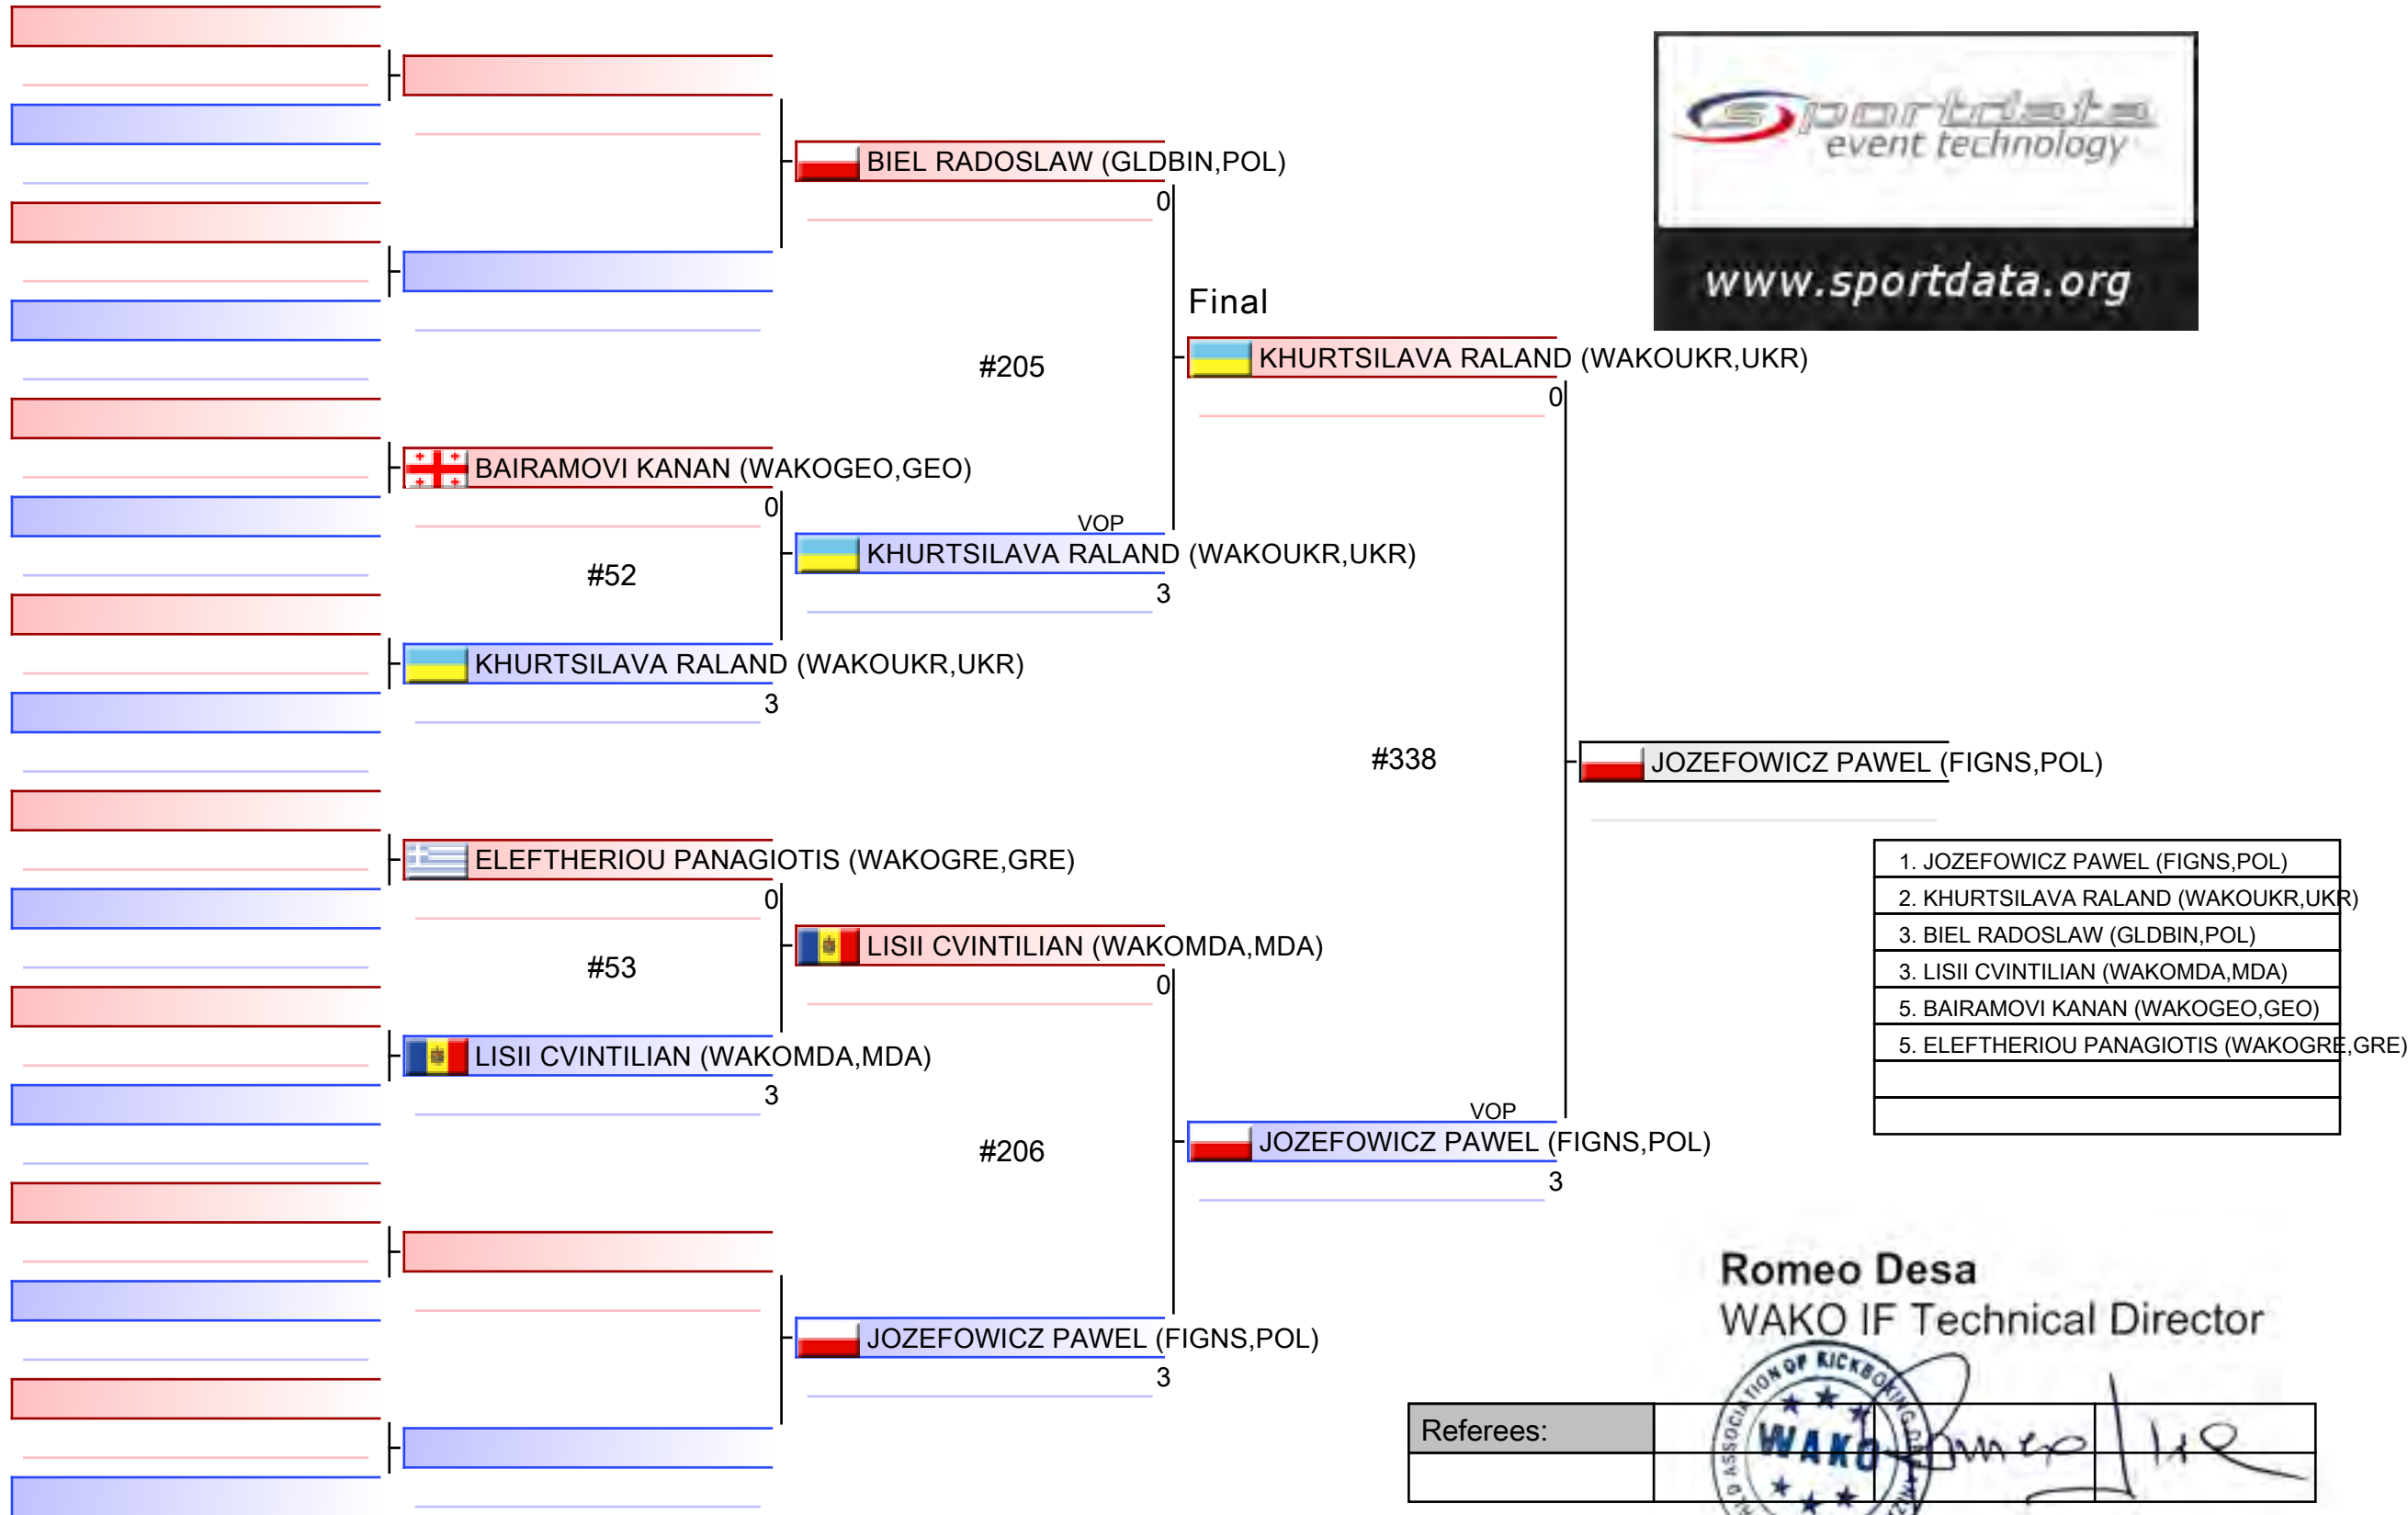 sportdata
event technology
www.sportdata.org
BIEL RADOSLAW (GLDBIN,POL)
0
Final
#205
KHURTSILAVA RALAND (WAKOUKR,UKR)
0
BAIRAMOVI KANAN (WAKOGEO,GEO)
0
VOP
KHURTSILAVA RALAND (WAKOUKR,UKR)
3
#52
KHURTSILAVA RALAND (WAKOUKR,UKR)
3
#338
JOZEFOWICZ PAWEL (FIGNS,POL)
ELEFTHERIOU PANAGIOTIS (WAKOGRE,GRE)
0
LISII CVINTILIAN (WAKOMDA,MDA)
0
#53
LISII CVINTILIAN (WAKOMDA,MDA)
3
1. JOZEFOWICZ PAWEL (FIGNS,POL)
2. KHURTSILAVA RALAND (WAKOUKR,UKR)
3. BIEL RADOSLAW (GLDBIN,POL)
3. LISII CVINTILIAN (WAKOMDA,MDA)
5. BAIRAMOVI KANAN (WAKOGEO,GEO)
5. ELEFTHERIOU PANAGIOTIS (WAKOGRE,GRE)
VOP
JOZEFOWICZ PAWEL (FIGNS,POL)
3
#206
JOZEFOWICZ PAWEL (FIGNS,POL)
3
Romeo Desa
WAKO IF Technical Director
Referees:
ASSOCIATION OF KICKBOXING
WAKO